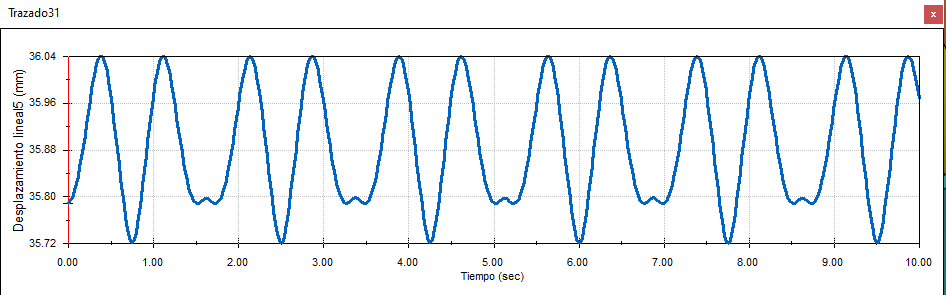 Trazado31
x
Desplazamiento lineal5 (mm)
36.04
35.96
35.88
35.80
35.72
0.00 1.00 2.00 3.00 4.00 5.00 6.00 7.00 8.00 9.00 10.00
Tiempo (sec)